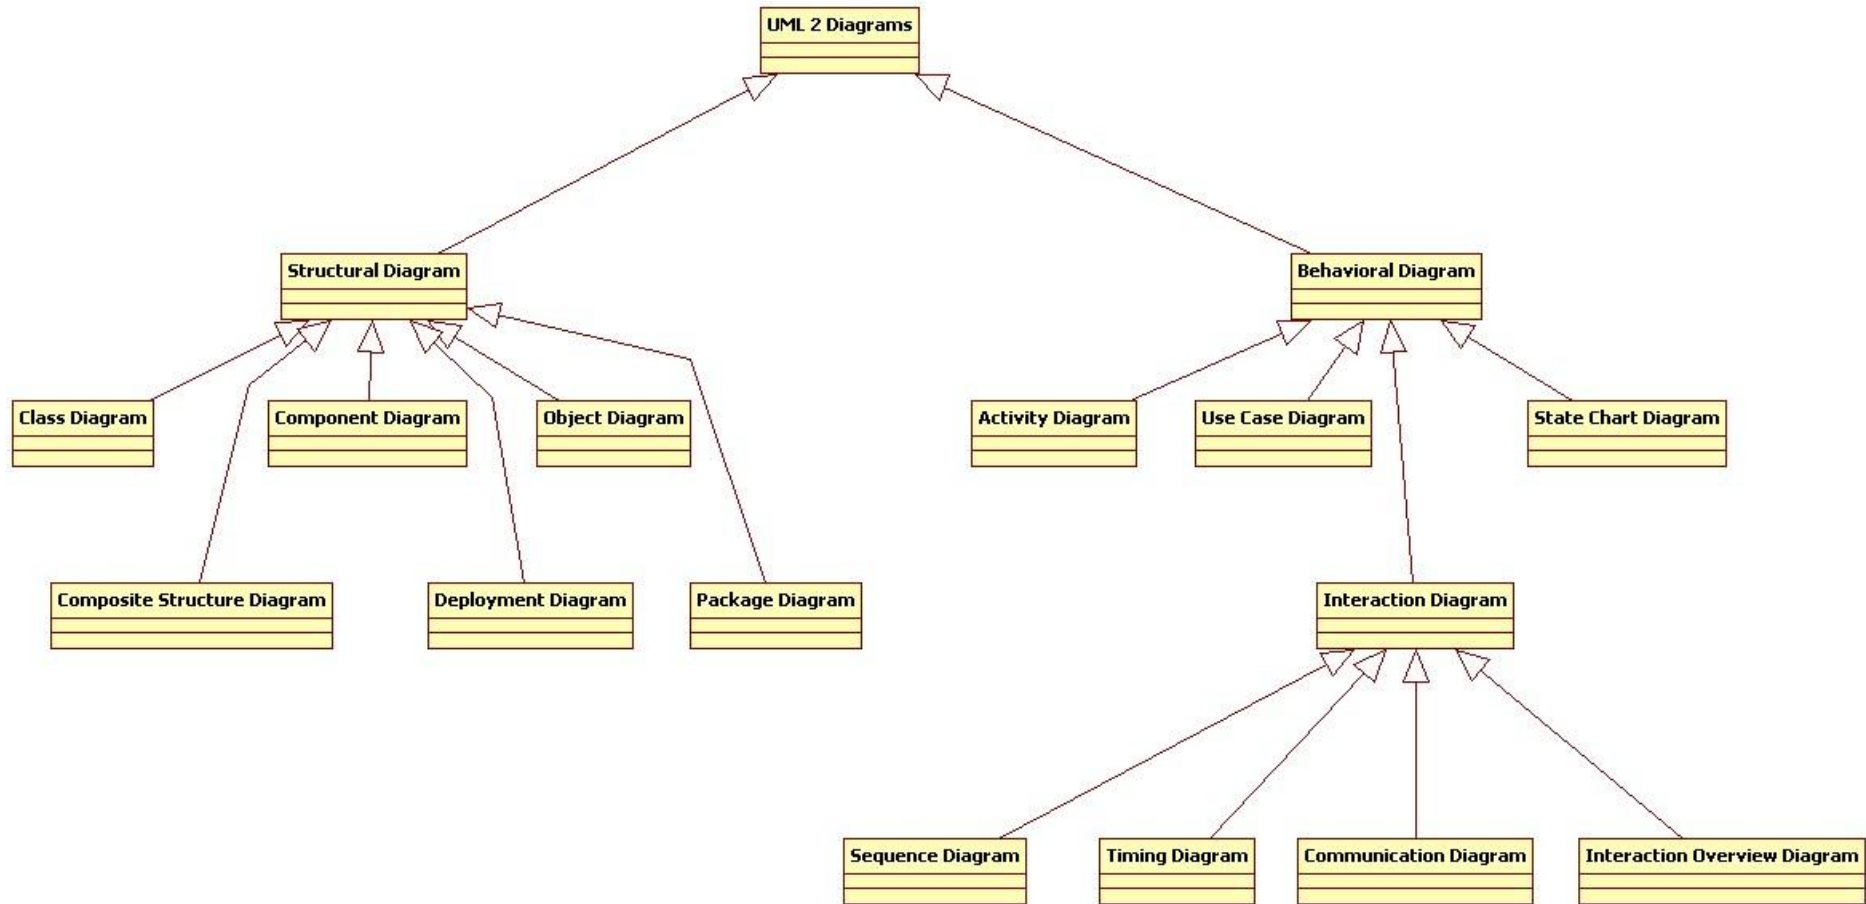 UML 2 Diagrams
Structural Diagram
Behavioral Diagram
Class Diagram
Component Diagram
Object Diagram
Activity Diagram
Use Case Diagram
State Chart Diagram
Composite Structure Diagram
Deployment Diagram
Package Diagram
Interaction Diagram
Sequence Diagram
Timing Diagram
Communication Diagram
Interaction Overview Diagram